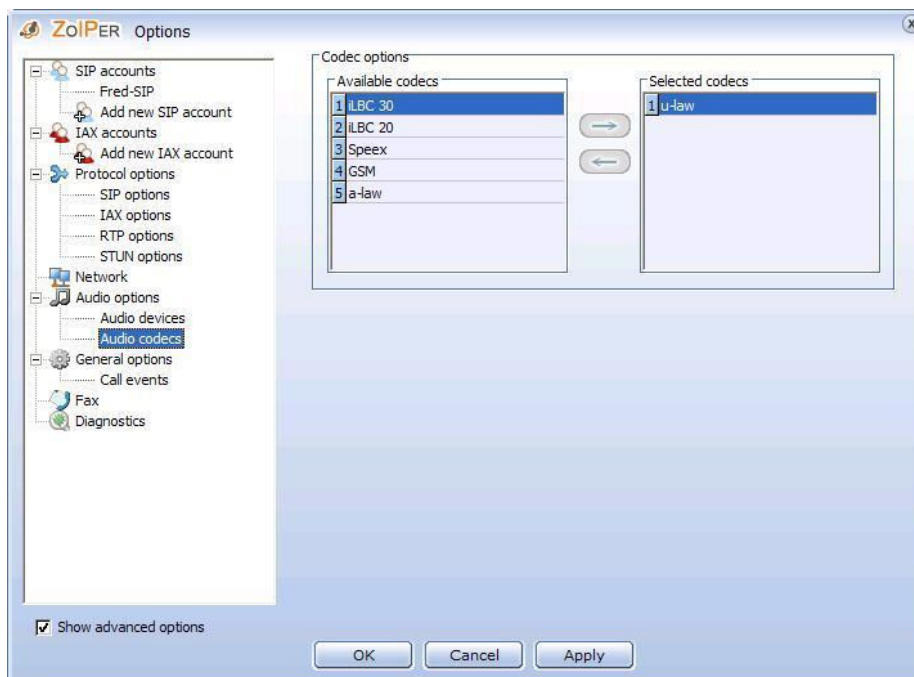 ZOIPER Options
SIP accounts
Fred-SIP
Add new SIP account
IAX accounts
Add new IAX account
Protocol options
SIP options
IAX options
RTP options
STUN options
Network
Audio options
Audio devices
Audio codecs
General options
Call events
Fax
Diagnostics
Show advanced options
Codec options
Available codecs
1 iLBC 30
2 iLBC 20
3 Speex
4 GSM
5 a-law
Selected codecs
1 u-law
OK Cancel Apply